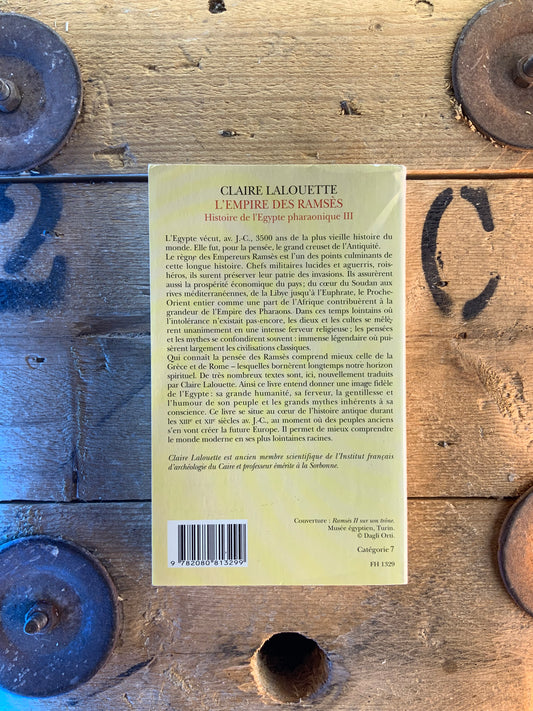 CLAIRE LALOUETTE
L'EMPIRE DES RAMSÈS
Histoire de l'Egypte pharaonique III
L'Egypte vécut, av. J.-C., 3500 ans de la plus vieille histoire du
monde. Elle fut, pour la pensée, le grand creuset de l'Antiquité.
Le règne des Empereurs Ramsès est l'un des points culminants de
cette longue histoire. Chefs militaires lucides et aguerris, rois-
héros, ils surent préserver leur patrie des invasions. Ils assurèrent
aussi la prospérité économique du pays ; du cœur du Soudan aux
rives méditerranéennes, de la Libye jusqu'à l'Euphrate, le Proche-
Orient entier comme une part de l'Afrique contribuèrent à la
grandeur de l'Empire des Pharaons. Dans ces temps lointains où
l'intolérance n'existait pas-encore, les dieux et les cultes se mêlè-
rent unanimement en une intense ferveur religieuse ; les pensées
et les mythes se confondirent souvent : immense légendaire où pui-
sèrent largement les civilisations classiques.
Qui connaît la pensée des Ramsès comprend mieux celle de la
Grèce et de Rome – lesquelles bornèrent longtemps notre horizon
spirituel. De très nombreux textes sont, ici, nouvellement traduits
par Claire Lalouette. Ainsi ce livre entend donner une image fidèle
de l'Egypte : sa grande humanité, sa ferveur, la gentillesse et
l'humour de son peuple et les grands mythes inhérents à sa
conscience. Ce livre se situe au cœur de l'histoire antique durant
les XIIIᵉ et XIIᵉ siècles av. J.-C., au moment où des peuples anciens
s'en vont créer la future Europe. Il permet de mieux comprendre
le monde moderne en ses plus lointaines racines.
Claire Lalouette est ancien membre scientifique de l'Institut français
d'archéologie du Caire et professeur émérite à la Sorbonne.
Couverture : Ramsès II sur son trône.
Musée égyptien, Turin.
© Dagli Orti.
Catégorie 7
FH 1329
9 782080 813299
2
C